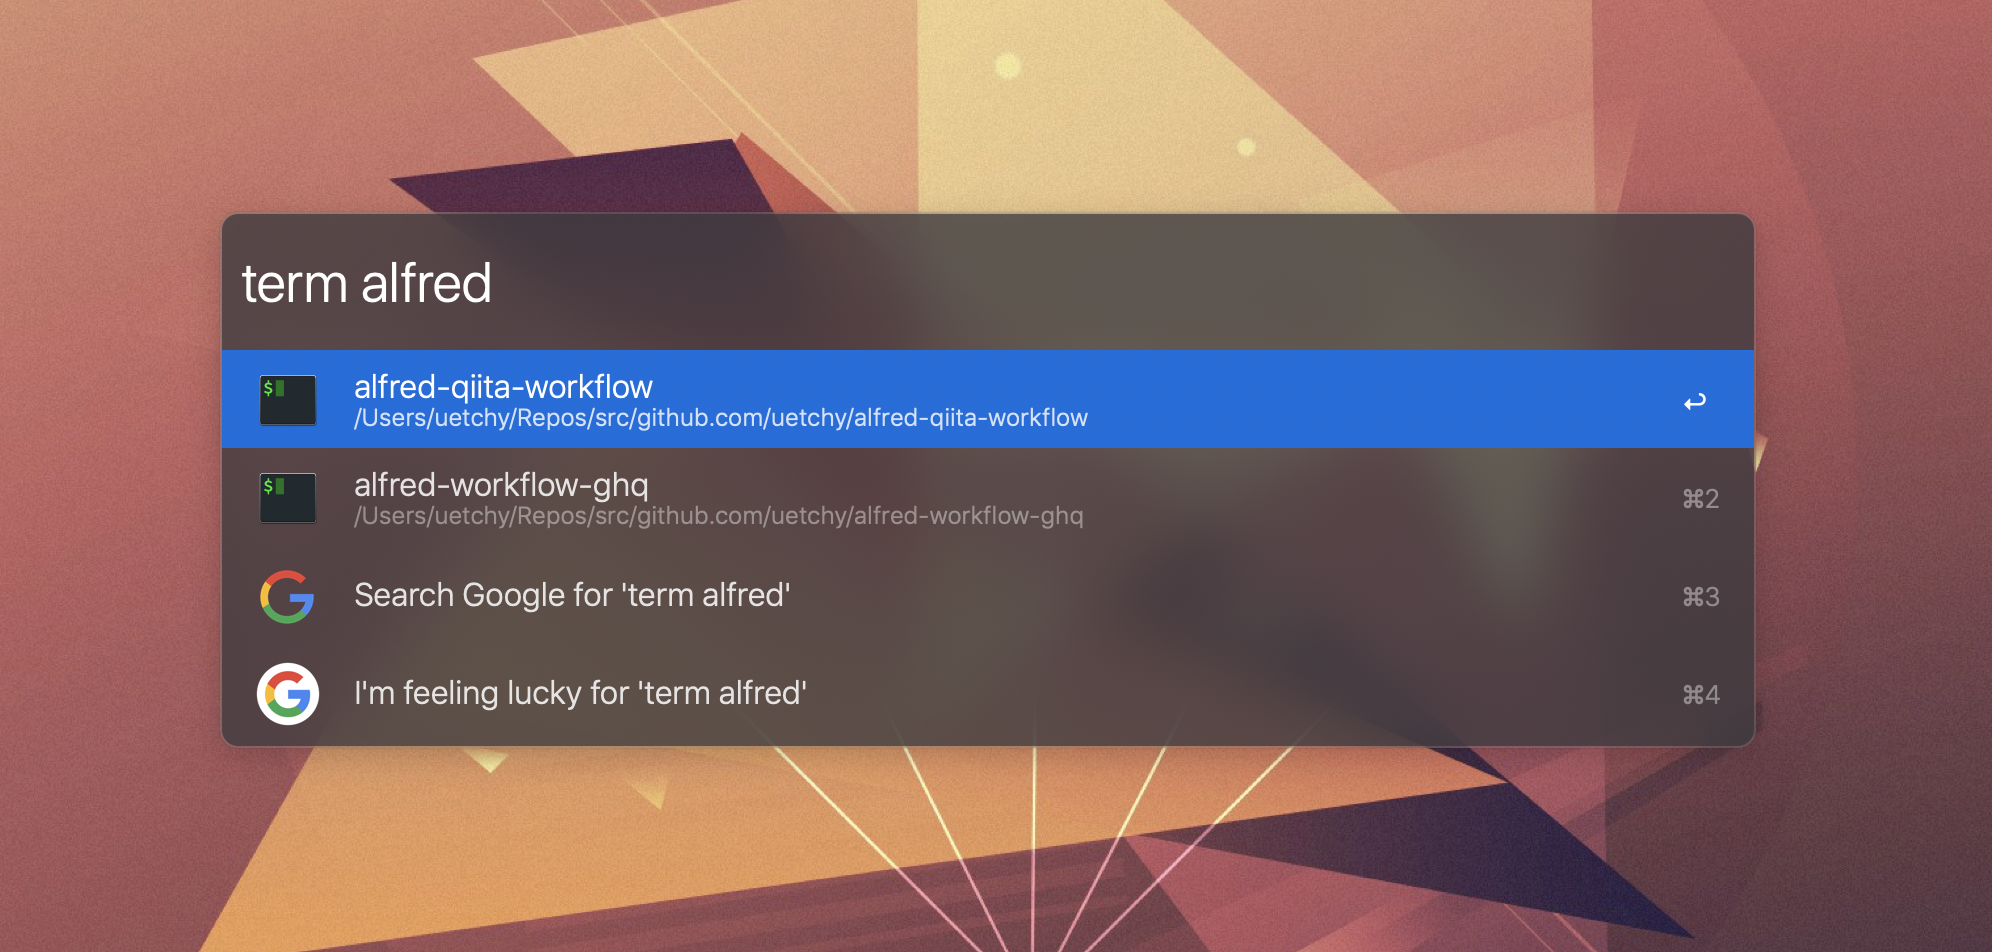 term alfred
$
alfred-qiita-workflow
/Users/uetchy/Repos/src/github.com/uetchy/alfred-qiita-workflow
↩
$
alfred-workflow-ghq
/Users/uetchy/Repos/src/github.com/uetchy/alfred-workflow-ghq
⌘2
Search Google for 'term alfred'
⌘3
I'm feeling lucky for 'term alfred'
⌘4